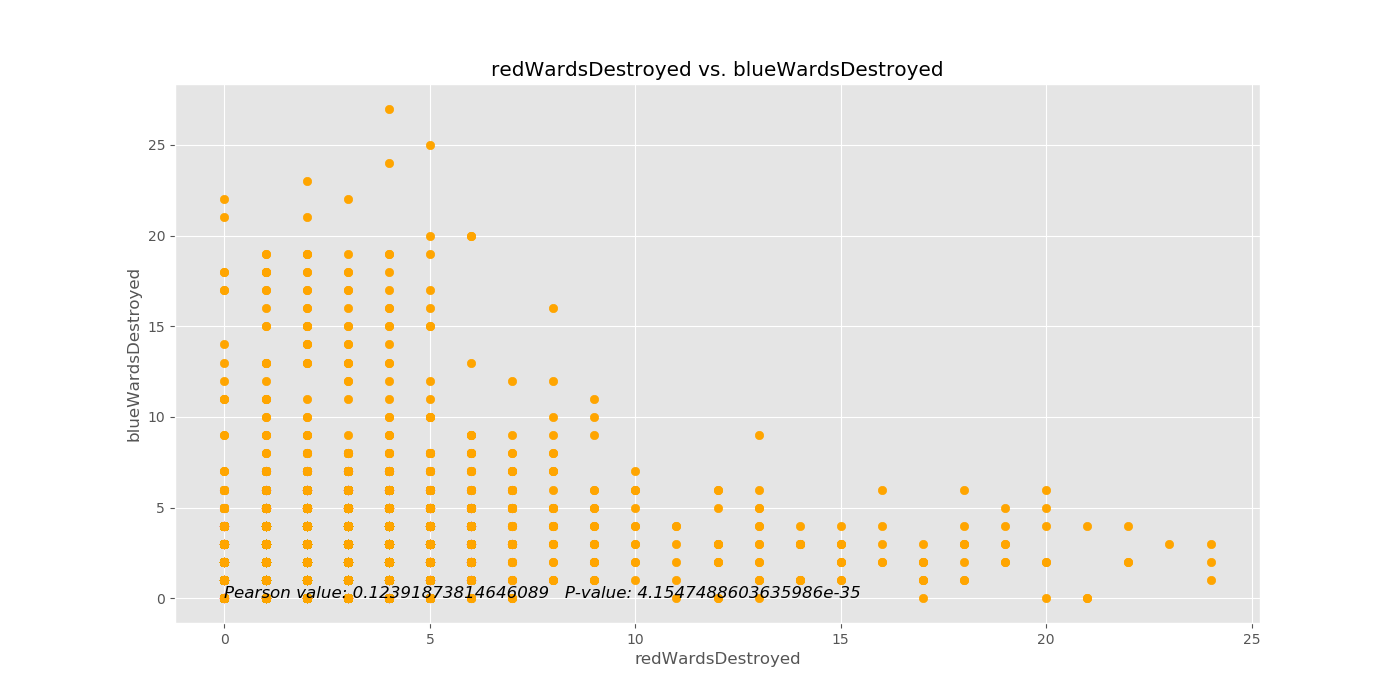 redWardsDestroyed vs. blueWardsDestroyed
25
20
15
10
5
0
blueWardsDestroyed
Pearson value: 0.12391873814646089   P-value: 4.1547488603635986e-35
0 5 10 15 20 25
redWardsDestroyed